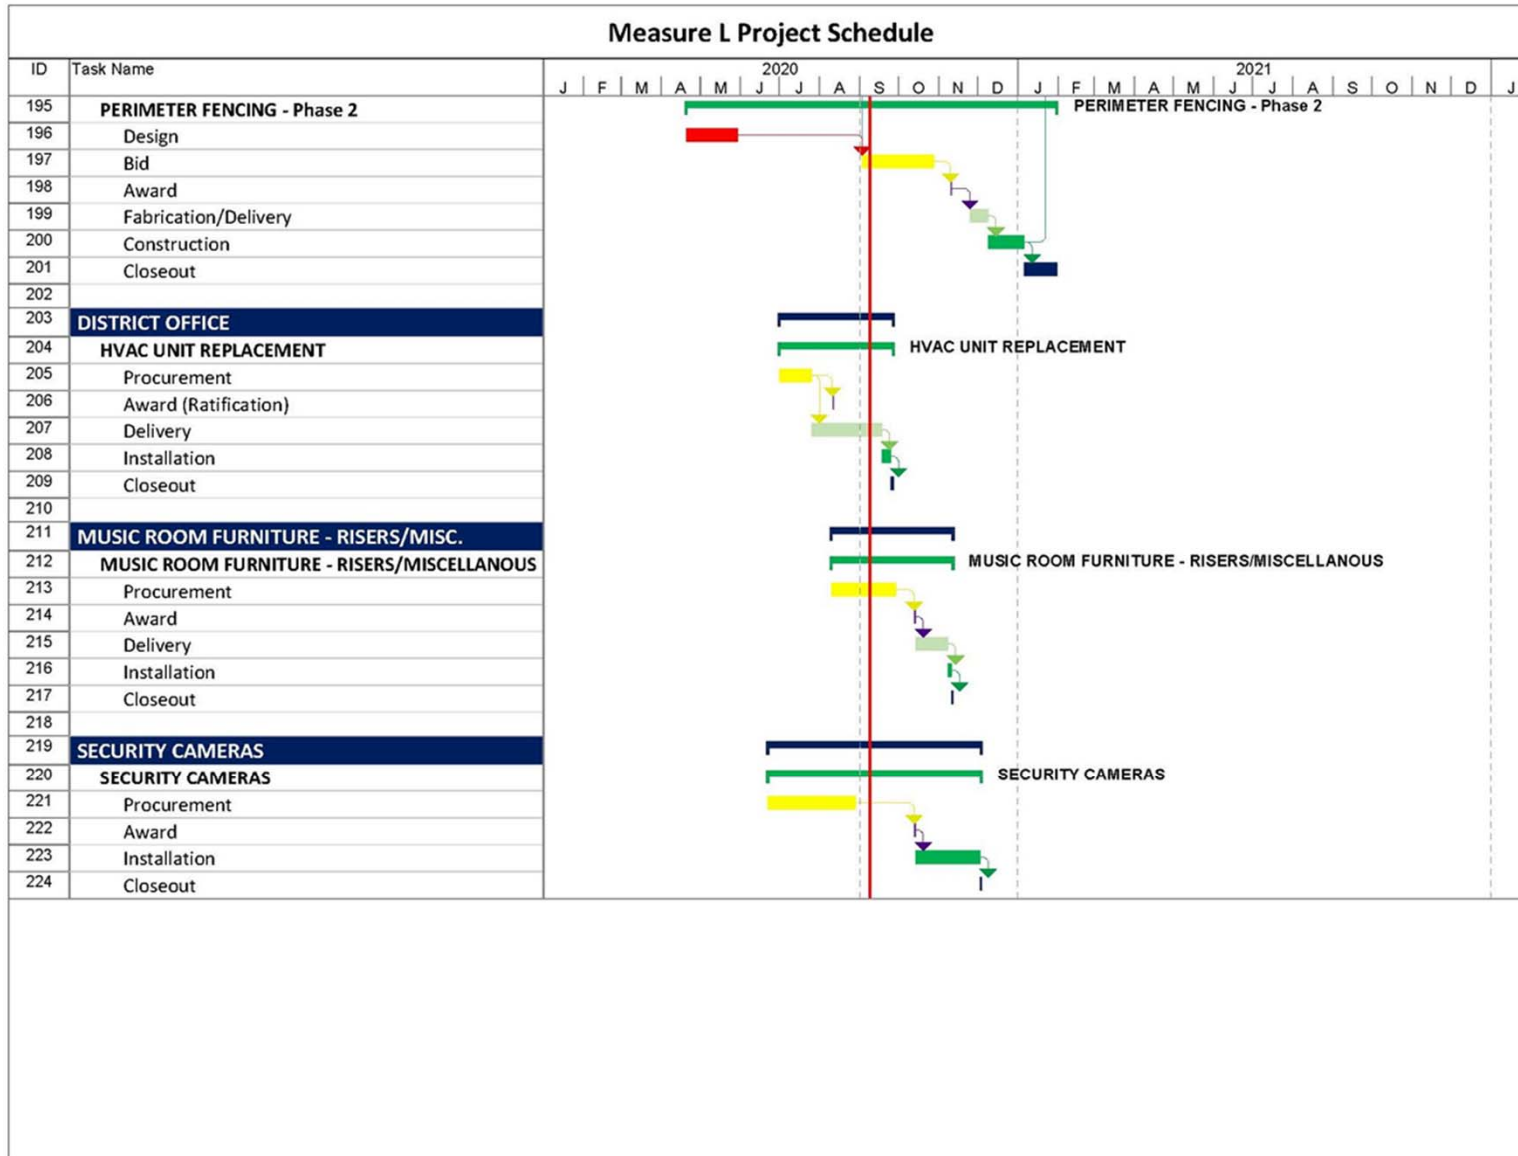 Measure L Project Schedule
ID Task Name 2020 2021
J F M A M J J A S O N D J F M A M J J A S O N D J
195 PERIMETER FENCING - Phase 2 PERIMETER FENCING - Phase 2
196 Design
197 Bid
198 Award
199 Fabrication/Delivery
200 Construction
201 Closeout
202
203 DISTRICT OFFICE
204 HVAC UNIT REPLACEMENT HVAC UNIT REPLACEMENT
205 Procurement
206 Award (Ratification)
207 Delivery
208 Installation
209 Closeout
210
211 MUSIC ROOM FURNITURE - RISERS/MISC.
212 MUSIC ROOM FURNITURE - RISERS/MISCELLANOUS MUSIC ROOM FURNITURE - RISERS/MISCELLANOUS
213 Procurement
214 Award
215 Delivery
216 Installation
217 Closeout
218
219 SECURITY CAMERAS
220 SECURITY CAMERAS SECURITY CAMERAS
221 Procurement
222 Award
223 Installation
224 Closeout